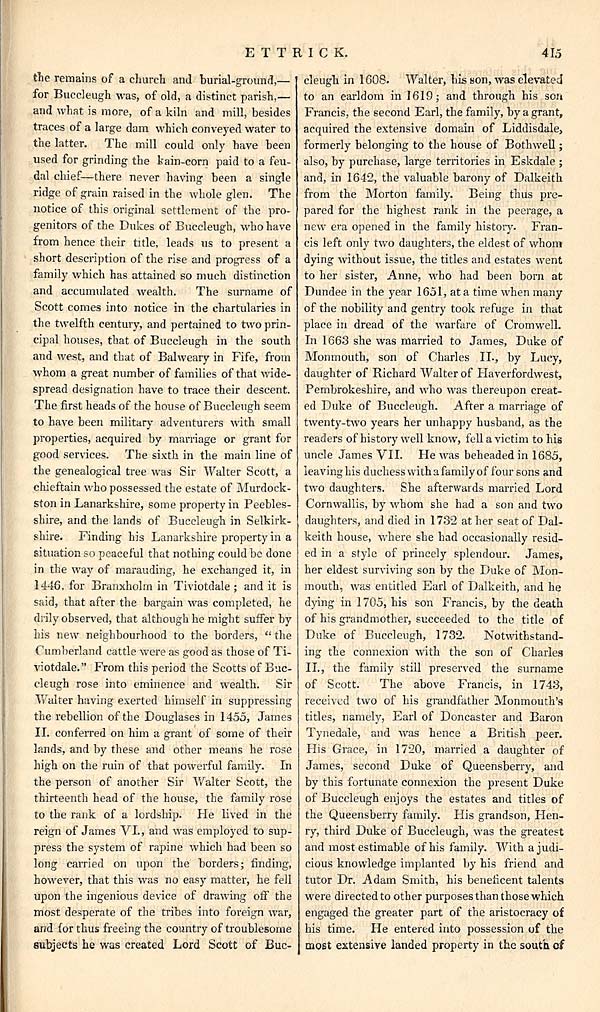 ETTRICK.
415
the remains of a church and burial-ground,—
for Buccleugh was, of old, a distinct parish,—
and what is more, of a kiln and mill, besides
traces of a large dam which conveyed water to
the latter. The mill could only have been
used for grinding the kain-corn paid to a feu-
dal chief—there never having been a single
ridge of grain raised in the whole glen. The
notice of this original settlement of the pro-
genitors of the Dukes of Buccleugh, who have
from hence their title, leads us to present a
short description of the rise and progress of a
family which has attained so much distinction
and accumulated wealth. The surname of
Scott comes into notice in the chartularies in
the twelfth century, and pertained to two prin-
cipal houses, that of Buccleugh in the south
and west, and that of Balweary in Fife, from
whom a great number of families of that wide-
spread designation have to trace their descent.
The first heads of the house of Buccleugh seem
to have been military adventurers with small
properties, acquired by marriage or grant for
good services. The sixth in the main line of
the genealogical tree was Sir Walter Scott, a
chieftain who possessed the estate of Murdock-
ston in Lanarkshire, some property in Peebles-
shire, and the lands of Buccleugh in Selkirk-
shire. Finding his Lanarkshire property in a
situation so peaceful that nothing could be done
in the way of marauding, he exchanged it, in
1446, for Branxholm in Tiviotdale; and it is
said, that after the bargain was completed, he
drily observed, that although he might suffer by
his new neighbourhood to the borders, "the
Cumberland cattle were as good as those of Ti-
viotdale." From this period the Scotts of Buc-
cleugh rose into eminence and wealth. Sir
Walter having exerted himself in suppressing
the rebellion of the Douglases in 1455, James
II. conferred on him a grant of some of their
lands, and by these and other means he rose
high on the ruin of that powerful family. In
the person of another Sir Walter Scott, the
thirteenth head of the house, the family rose
to the rank of a lordship. He lived in the
reign of James VI., and was employed to sup-
press the system of rapine which had been so
long carried on upon the borders; finding,
however, that this was no easy matter, he fell
upon the ingenious device of drawing off the
most desperate of the tribes into foreign war,
and for thus freeing the country of troublesome
subjects he was created Lord Scott of Buc-
cleugh in 1608. Walter, his son, was elevated
to an earldom in 1619; and through his son
Francis, the second Earl, the family, by a grant,
acquired the extensive domain of Liddisdale,
formerly belonging to the house of Bothwell;
also, by purchase, large territories in Eskdale;
and, in 1642, the valuable barony of Dalkeith
from the Morton family. Being thus pre-
pared for the highest rank in the peerage, a
new era opened in the family history. Fran-
cis left only two daughters, the eldest of whom
dying without issue, the titles and estates went
to her sister, Anne, who had been born at
Dundee in the year 1651, at a time when many
of the nobility and gentry took refuge in that
place in dread of the warfare of Cromwell.
In 1663 she was married to James, Duke of
Monmouth, son of Charles II., by Lucy,
daughter of Richard Walter of Haverfordwest,
Pembrokeshire, and who was thereupon creat-
ed Duke of Buccleugh. After a marriage of
twenty-two years her unhappy husband, as the
readers of history well know, fell a victim to his
uncle James VII. He was beheaded in 1685,
leaving his duchess with a family of four sons and
two daughters. She afterwards married Lord
Cornwallis, by whom she had a son and two
daughters, and died in 1732 at her seat of Dal-
keith house, where she had occasionally resid-
ed in a style of princely splendour. James,
her eldest surviving son by the Duke of Mon-
mouth, was entitled Earl of Dalkeith, and he
dying in 1705, his son Francis, by the death
of his grandmother, succeeded to the title of
Duke of Buccleugh, 1732. Notwithstand-
ing the connexion with the son of Charles
II., the family still preserved the surname
of Scott. The above Francis, in 1743,
received two of his grandfather Monmouth's
titles, namely, Earl of Doncaster and Baron
Tynedale, and was hence a British peer.
His Grace, in 1720, married a daughter of
James, second Duke of Queensberry, and
by this fortunate connexion the present Duke
of Buccleugh enjoys the estates and titles of
the Queensberry family. His grandson, Hen-
ry, third Duke of Buccleugh, was the greatest
and most estimable of his family. With a judi-
cious knowledge implanted by his friend and
tutor Dr. Adam Smith, his beneficent talents
were directed to other purposes than those which
engaged the greater part of the aristocracy of
his time. He entered into possession of the
most extensive landed property in the south of